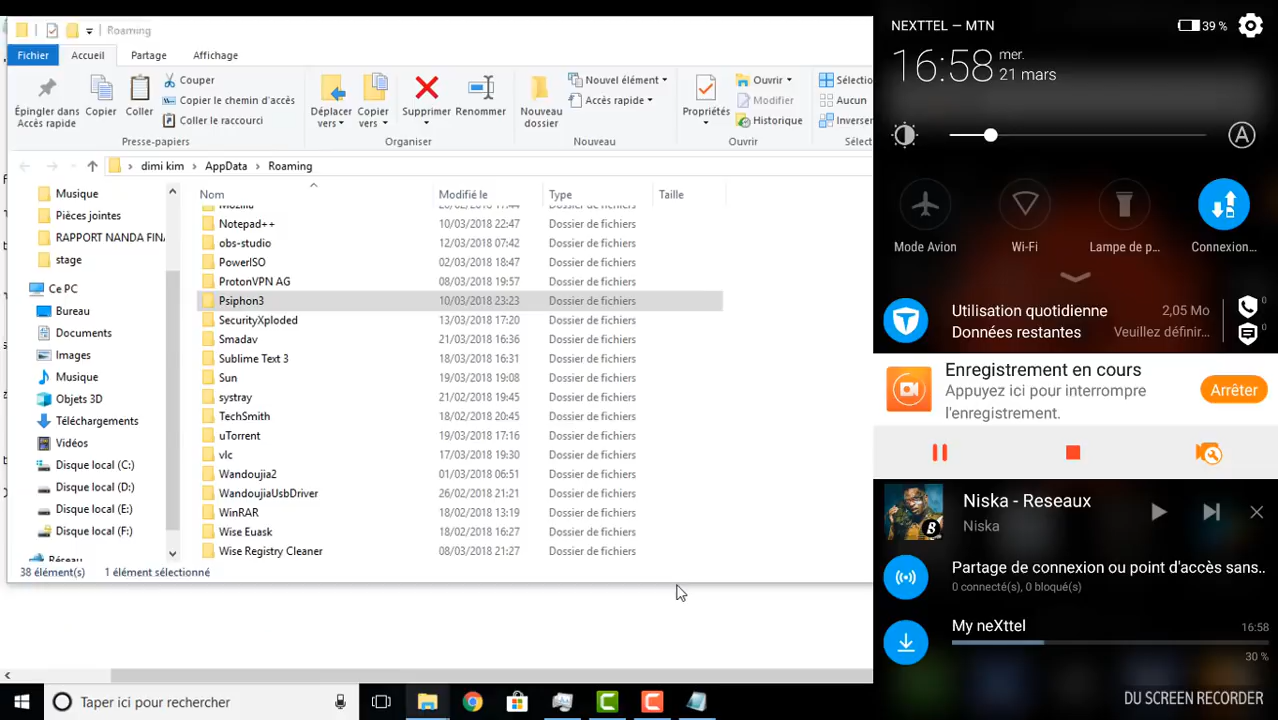 Roaming
Fichier Accueil Partage Affichage
Épingler dans Accès rapide
Copier
Coller
Couper
Copier le chemin d'accès
Coller le raccourci
Déplacer vers
Copier vers
Supprimer
Renommer
Nouveau dossier
Nouvel élément
Accès rapide
Propriétés
Ouvrir
Modifier
Historique
Sélectio
Aucun
Inverser
Presse-papiers Organiser Nouveau Ouvrir Sélect
dimi kim > AppData > Roaming
Musique
Pièces jointes
RAPPORT NANDA FINA
stage
Ce PC
Bureau
Documents
Images
Musique
Objets 3D
Téléchargements
Vidéos
Disque local (C:)
Disque local (D:)
Disque local (E:)
Disque local (F:)
Réseau
Nom Modifié le Type Taille
Mozilla 20/02/2018 17:44 Dossier de fichiers
Notepad++ 10/03/2018 22:47 Dossier de fichiers
obs-studio 12/03/2018 07:42 Dossier de fichiers
PowerISO 02/03/2018 18:47 Dossier de fichiers
ProtonVPN AG 08/03/2018 19:57 Dossier de fichiers
Psiphon3 10/03/2018 23:23 Dossier de fichiers
SecurityXploded 13/03/2018 17:20 Dossier de fichiers
Smadav 21/03/2018 16:36 Dossier de fichiers
Sublime Text 3 18/03/2018 16:31 Dossier de fichiers
Sun 19/03/2018 19:08 Dossier de fichiers
systray 21/02/2018 19:45 Dossier de fichiers
TechSmith 18/02/2018 20:45 Dossier de fichiers
uTorrent 19/03/2018 17:16 Dossier de fichiers
vlc 17/03/2018 19:30 Dossier de fichiers
Wandoujia2 01/03/2018 06:51 Dossier de fichiers
WandoujiaUsbDriver 26/02/2018 21:21 Dossier de fichiers
WinRAR 18/02/2018 13:19 Dossier de fichiers
Wise Euask 18/02/2018 16:27 Dossier de fichiers
Wise Registry Cleaner 08/03/2018 21:27 Dossier de fichiers
38 élément(s) 1 élément sélectionné
Taper ici pour rechercher
NEXTTEL — MTN 39 %
16:58 mer.
21 mars
A
Mode Avion Wi-Fi Lampe de p... Connexion...
Utilisation quotidienne 2,05 Mo 0
Données restantes Veuillez définir... 0
Enregistrement en cours
Appuyez ici pour interrompre
l'enregistrement.
Arrêter
Niska - Reseaux
Niska
Partage de connexion ou point d'accès sans..
0 connecté(s), 0 bloqué(s)
My neXttel 16:58
30 %
DU SCREEN RECORDER